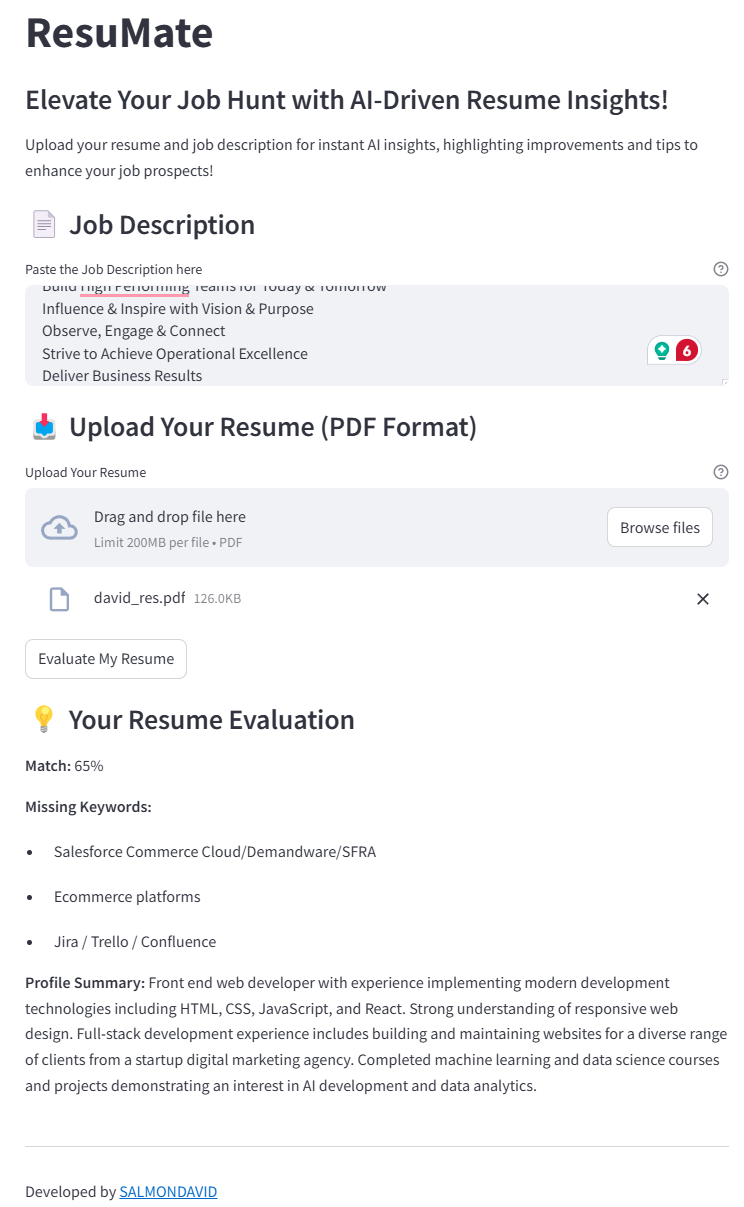 ResuMate
Elevate Your Job Hunt with AI-Driven Resume Insights!
Upload your resume and job description for instant AI insights, highlighting improvements and tips to
enhance your job prospects!
Job Description
Paste the Job Description here
Build High Performing Teams for Today & Tomorrow
Influence & Inspire with Vision & Purpose
Observe, Engage & Connect
Strive to Achieve Operational Excellence
6
Deliver Business Results
Upload Your Resume (PDF Format)
Upload Your Resume
Drag and drop file here
Limit 200MB per file • PDF
Browse files
david_res.pdf 126.0KB
Evaluate My Resume
Your Resume Evaluation
Match: 65%
Missing Keywords:
• Salesforce Commerce Cloud/Demandware/SFRA
• Ecommerce platforms
• Jira / Trello / Confluence
Profile Summary: Front end web developer with experience implementing modern development
technologies including HTML, CSS, JavaScript, and React. Strong understanding of responsive web
design. Full-stack development experience includes building and maintaining websites for a diverse range
of clients from a startup digital marketing agency. Completed machine learning and data science courses
and projects demonstrating an interest in AI development and data analytics.
Developed by SALMONDAVID